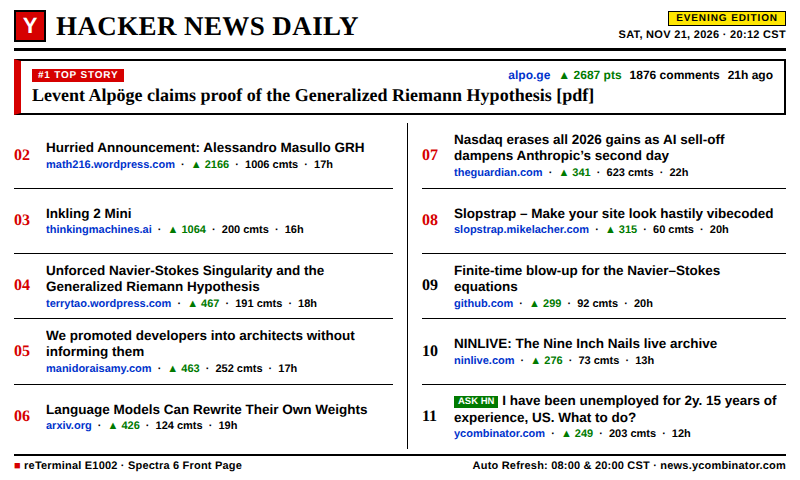 Y HACKER NEWS DAILY
EVENING EDITION
SAT, NOV 21, 2026 · 20:12 CST
#1 TOP STORY
alpo.ge ▲ 2687 pts 1876 comments 21h ago
Levent Alpöge claims proof of the Generalized Riemann Hypothesis [pdf]
02
Hurried Announcement: Alessandro Masullo GRH
math216.wordpress.com · ▲ 2166 · 1006 cmts · 17h
03
Inkling 2 Mini
thinkingmachines.ai · ▲ 1064 · 200 cmts · 16h
04
Unforced Navier-Stokes Singularity and the
Generalized Riemann Hypothesis
terrytao.wordpress.com · ▲ 467 · 191 cmts · 18h
05
We promoted developers into architects without
informing them
manidoraisamy.com · ▲ 463 · 252 cmts · 17h
06
Language Models Can Rewrite Their Own Weights
arxiv.org · ▲ 426 · 124 cmts · 19h
07
Nasdaq erases all 2026 gains as AI sell-off
dampens Anthropic’s second day
theguardian.com · ▲ 341 · 623 cmts · 22h
08
Slopstrap – Make your site look hastily vibecoded
slopstrap.mikelacher.com · ▲ 315 · 60 cmts · 20h
09
Finite-time blow-up for the Navier–Stokes
equations
github.com · ▲ 299 · 92 cmts · 20h
10
NINLIVE: The Nine Inch Nails live archive
ninlive.com · ▲ 276 · 73 cmts · 13h
11
ASK HN I have been unemployed for 2y. 15 years of
experience, US. What to do?
ycombinator.com · ▲ 249 · 203 cmts · 12h
■ reTerminal E1002 · Spectra 6 Front Page
Auto Refresh: 08:00 & 20:00 CST · news.ycombinator.com